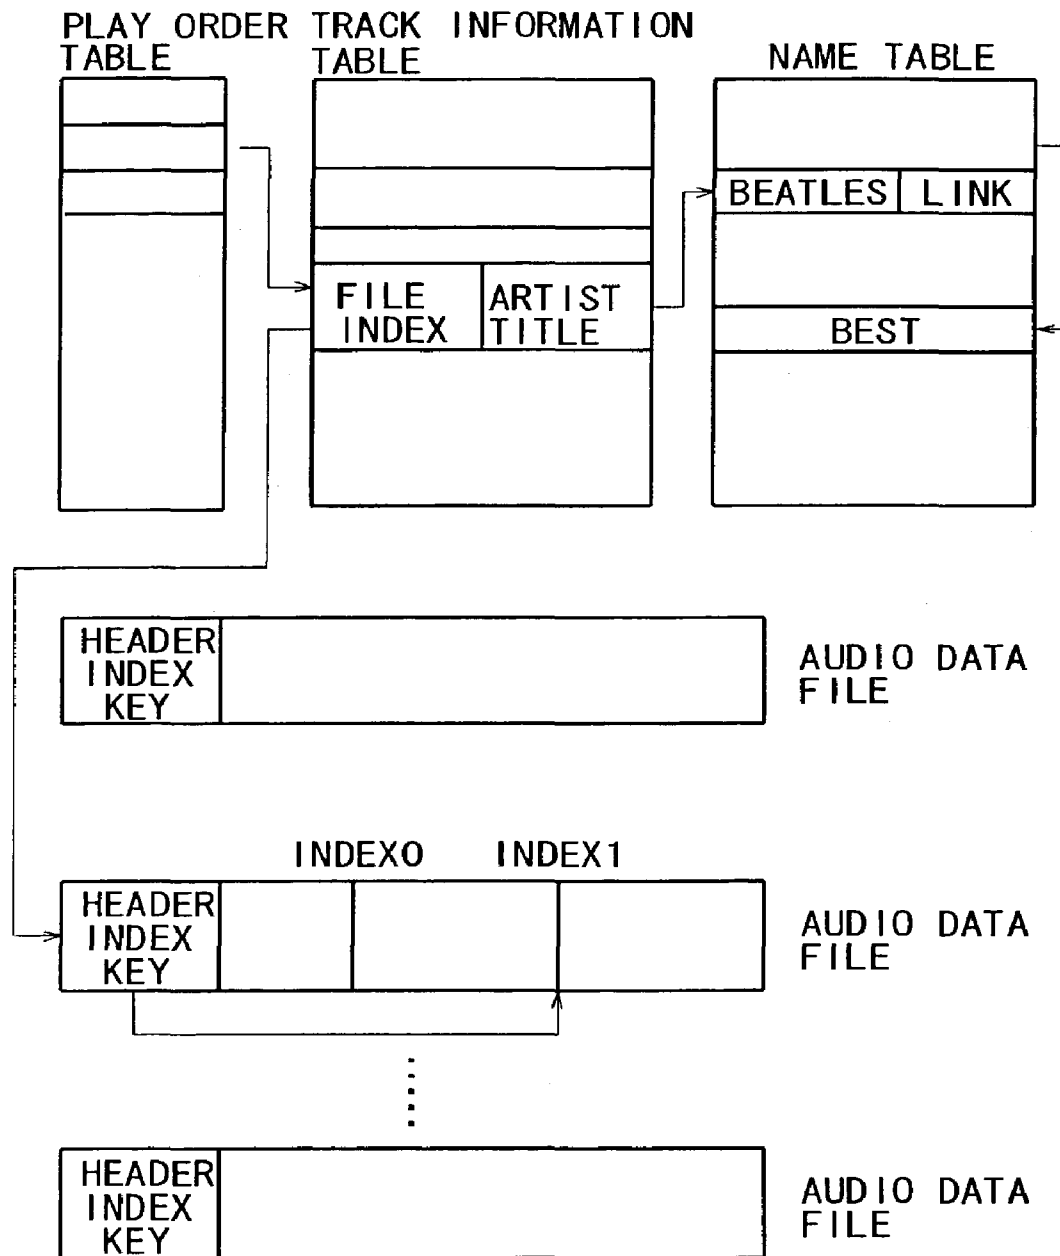 PLAY ORDER TABLE
TRACK INFORMATION TABLE
NAME TABLE
BEATLES
LINK
FILE INDEX
ARTIST TITLE
BEST
HEADER
INDEX
KEY
AUDIO DATA
FILE
INDEX0
INDEX1
HEADER
INDEX
KEY
AUDIO DATA
FILE
HEADER
INDEX
KEY
AUDIO DATA
FILE